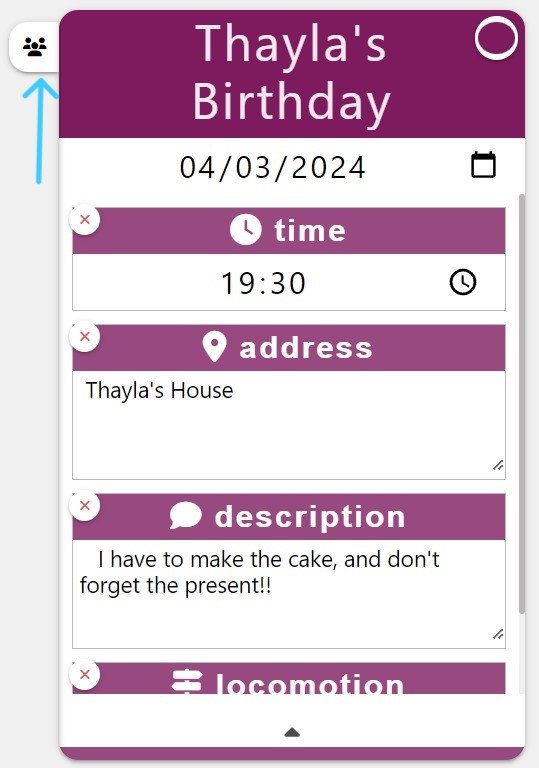 Thayla's
Birthday
04/03/2024
time
19:30
address
Thayla's House
description
I have to make the cake, and don't
forget the present!!
locomotion